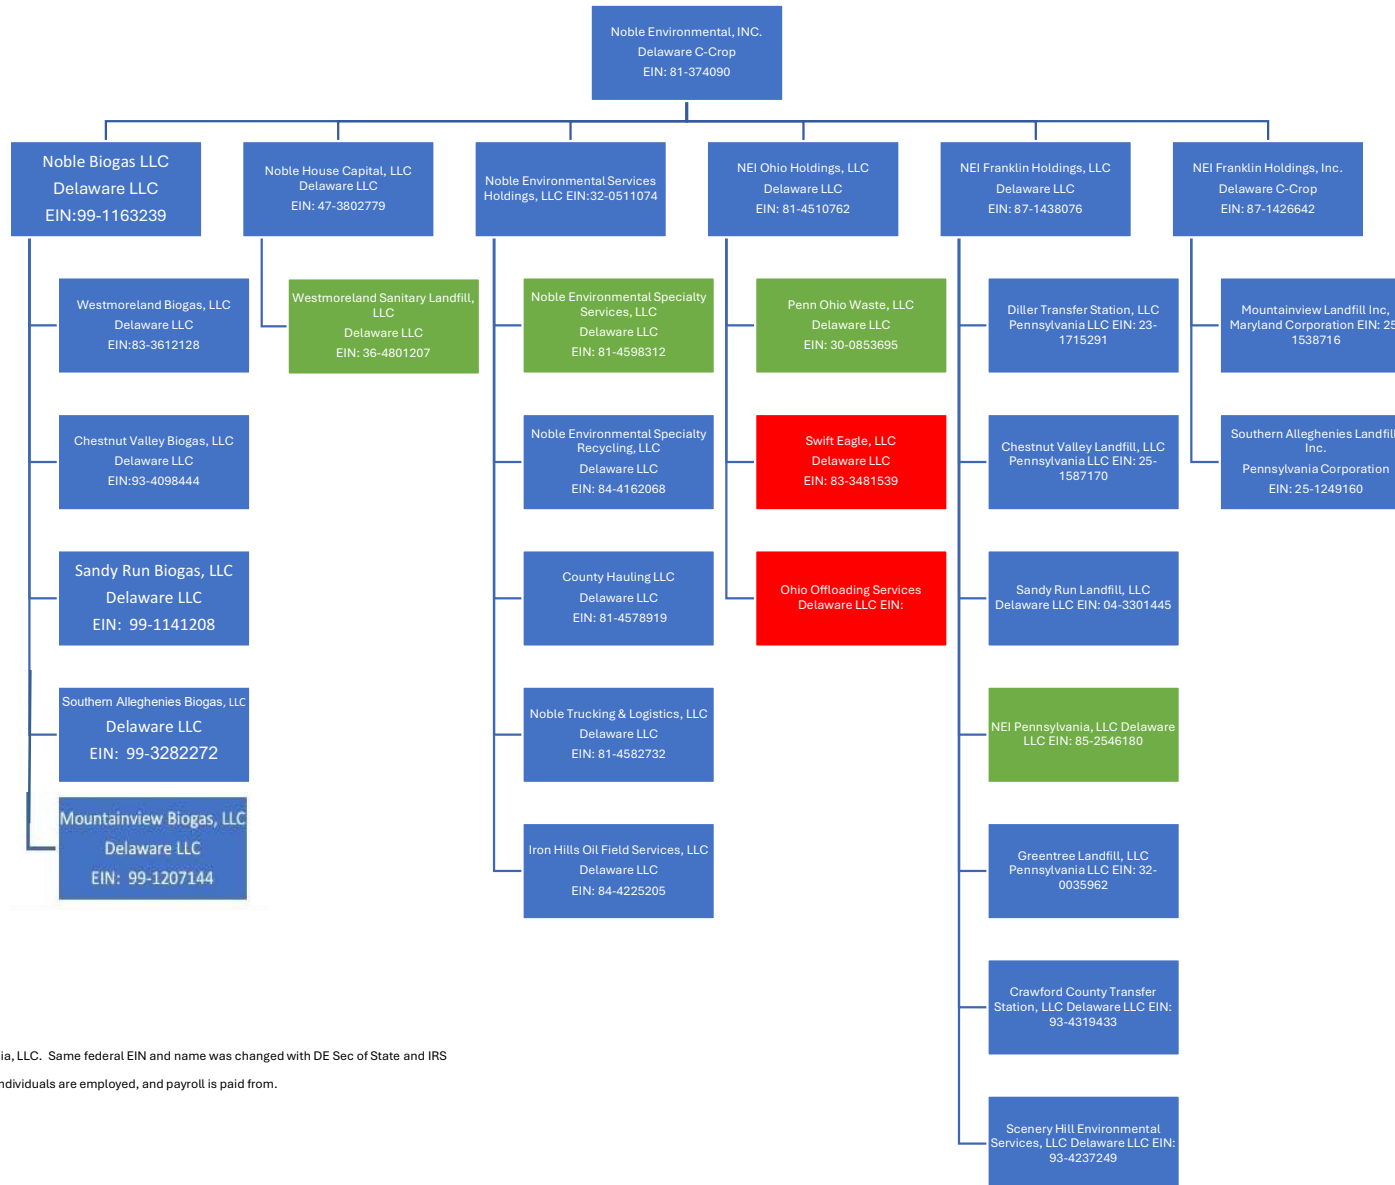 Noble Environmental, INC.
Delaware C-Crop
EIN: 81-374090
Noble Biogas LLC
Delaware LLC
EIN:99-1163239
Noble House Capital, LLC
Delaware LLC
EIN: 47-3802779
Noble Environmental Services
Holdings, LLC EIN:32-0511074
NEI Ohio Holdings, LLC
Delaware LLC
EIN: 81-4510762
NEI Franklin Holdings, LLC
Delaware LLC
EIN: 87-1438076
NEI Franklin Holdings, Inc.
Delaware C-Crop
EIN: 87-1426642
Westmoreland Biogas, LLC
Delaware LLC
EIN:83-3612128
Westmoreland Sanitary Landfill,
LLC
Delaware LLC
EIN: 36-4801207
Noble Environmental Specialty
Services, LLC
Delaware LLC
EIN: 81-4598312
Penn Ohio Waste, LLC
Delaware LLC
EIN: 30-0853695
Diller Transfer Station, LLC
Pennsylvania LLC EIN: 23-
1715291
Mountainview Landfill Inc,
Maryland Corporation EIN: 25
1538716
Chestnut Valley Biogas, LLC
Delaware LLC
EIN:93-4098444
Noble Environmental Specialty
Recycling, LLC
Delaware LLC
EIN: 84-4162068
Swift Eagle, LLC
Delaware LLC
EIN: 83-3481539
Chestnut Valley Landfill, LLC
Pennsylvania LLC EIN: 25-
1587170
Southern Alleghenies Landfill
Inc.
Pennsylvania Corporation
EIN: 25-1249160
Sandy Run Biogas, LLC
Delaware LLC
EIN: 99-1141208
County Hauling LLC
Delaware LLC
EIN: 81-4578919
Ohio Offloading Services
Delaware LLC EIN:
Sandy Run Landfill, LLC
Delaware LLC EIN: 04-3301445
Southern Alleghenies Biogas, LLC
Delaware LLC
EIN: 99-3282272
Noble Trucking & Logistics, LLC
Delaware LLC
EIN: 81-4582732
NEI Pennsylvania, LLC Delaware
LLC EIN: 85-2546180
Mountainview Biogas, LLC
Delaware LLC
EIN: 99-1207144
Iron Hills Oil Field Services, LLC
Delaware LLC
EIN: 84-4225205
Greentree Landfill, LLC
Pennsylvania LLC EIN: 32-
0035962
Crawford County Transfer
Station, LLC Delaware LLC EIN:
93-4319433
ia, LLC. Same federal EIN and name was changed with DE Sec of State and IRS
ndividuals are employed, and payroll is paid from.
Scenery Hill Environmental
Services, LLC Delaware LLC EIN:
93-4237249